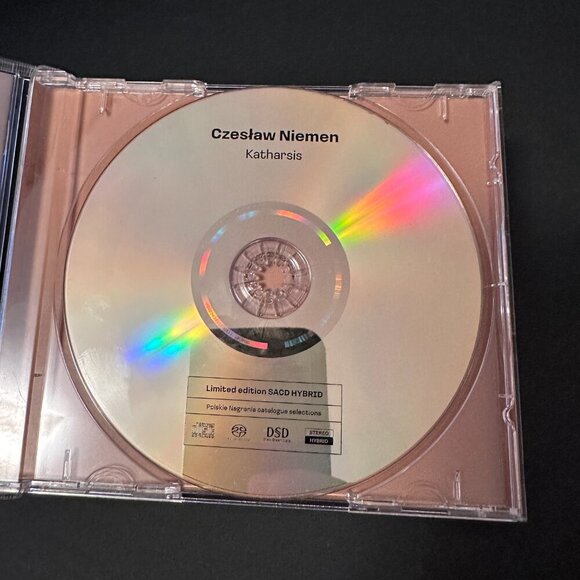 Czesław Niemen
Katharsis
Limited edition SACD HYBRID
Polskie Nagrania catalogue selections
DSD
STEREO
HYBRID